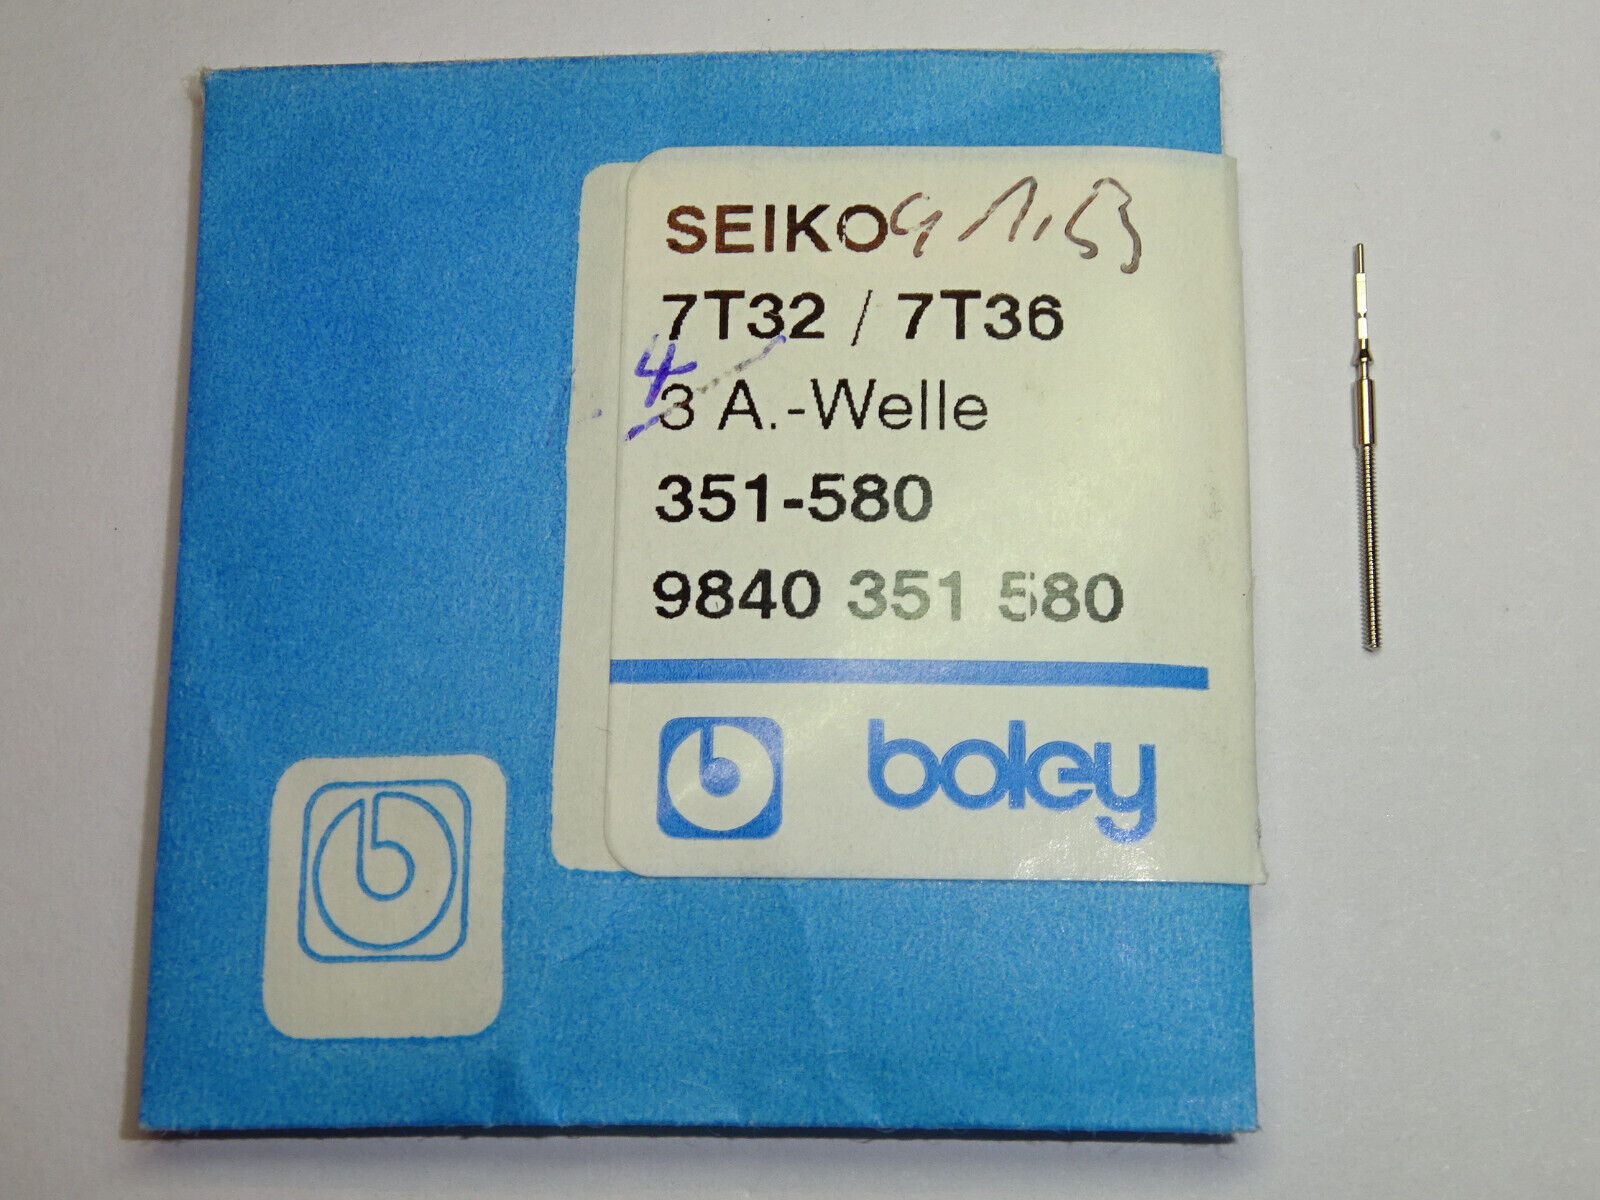 SEIKO
7T32 / 7T36
4
3 A.-Welle
351-580
9840 351 580
b boley
b